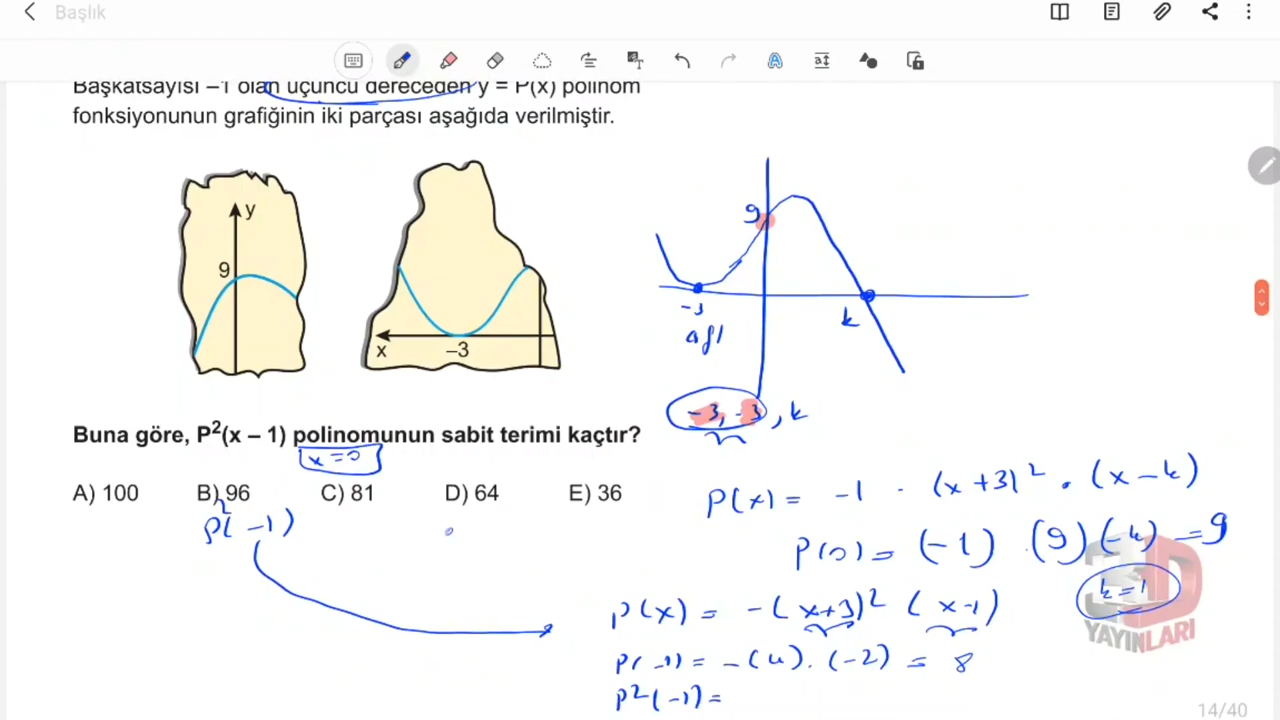 Başlık
Başkatsayısı –1 olan üçüncü dereceden y = P(x) polinom
fonksiyonunun grafiğinin iki parçası aşağıda verilmiştir.
y
9
x
–3
9
-3
k
Buna göre, P²(x – 1) polinomunun sabit terimi kaçtır?
x = 0
A) 100 B) 96 C) 81 D) 64 E) 36
P²(-1)
-3, -3, k
P(x) = -1 · (x+3)² · (x-k)
P(0) = (-1) · (9) (-k) = 9
k=1
P(x) = -(x+3)² (x-1)
P(-1) = -(4) · (-2) = 8
P²(-1) =
3D
YAYINLARI
14/40